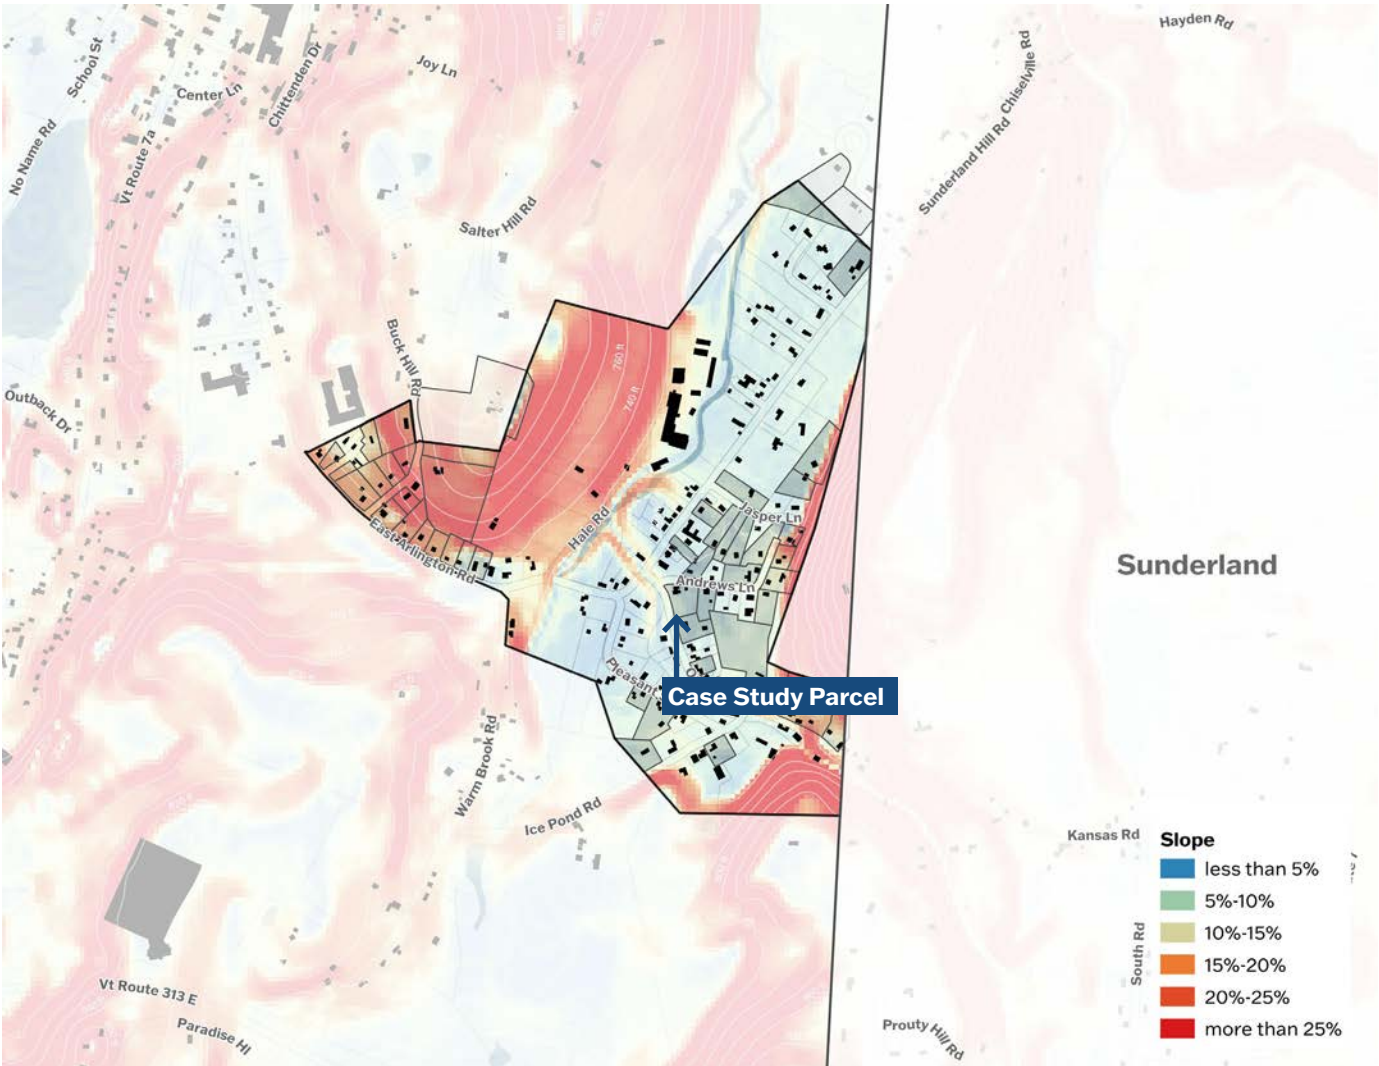 Hayden Rd
Joy Ln
School St
Chittenden Dr
Center Ln
Chiselville Rd
Sunderland Hill Rd
No Name Rd
Vt Route 7a
Salter Hill Rd
760 ft
740 ft
Buck Hill Rd
Outback Dr
Jasper Ln
Hale Rd
East Arlington Rd
Andrews Ln
Sunderland
Pleasant
Case Study Parcel
Warm Brook Rd
Ice Pond Rd
Kansas Rd
South Rd
Vt Route 313 E
Paradise Hl
Prouty Hill Rd
Slope
less than 5%
5%-10%
10%-15%
15%-20%
20%-25%
more than 25%